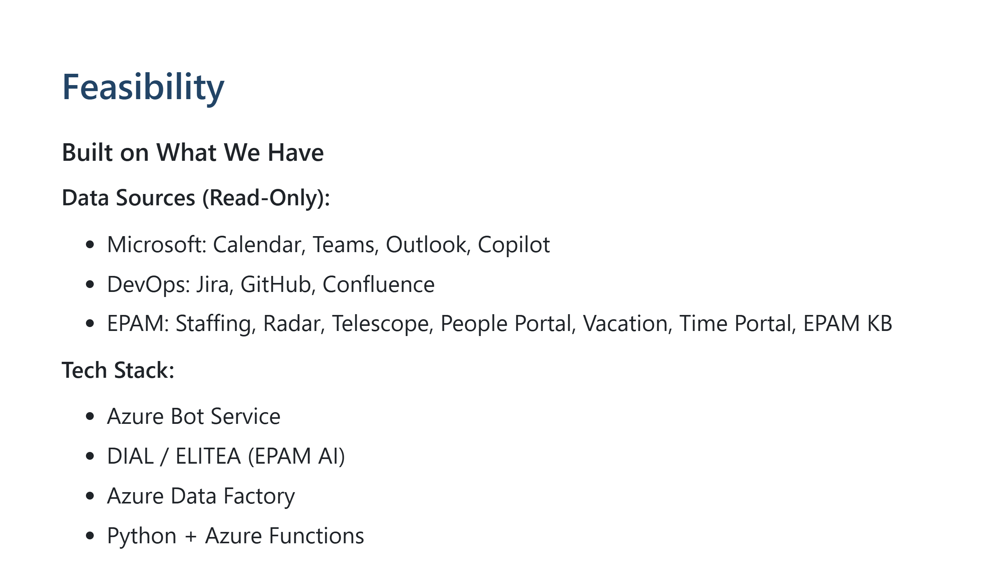 Feasibility
Built on What We Have
Data Sources (Read-Only):
• Microsoft: Calendar, Teams, Outlook, Copilot
• DevOps: Jira, GitHub, Confluence
• EPAM: Staffing, Radar, Telescope, People Portal, Vacation, Time Portal, EPAM KB
Tech Stack:
• Azure Bot Service
• DIAL / ELITEA (EPAM AI)
• Azure Data Factory
• Python + Azure Functions